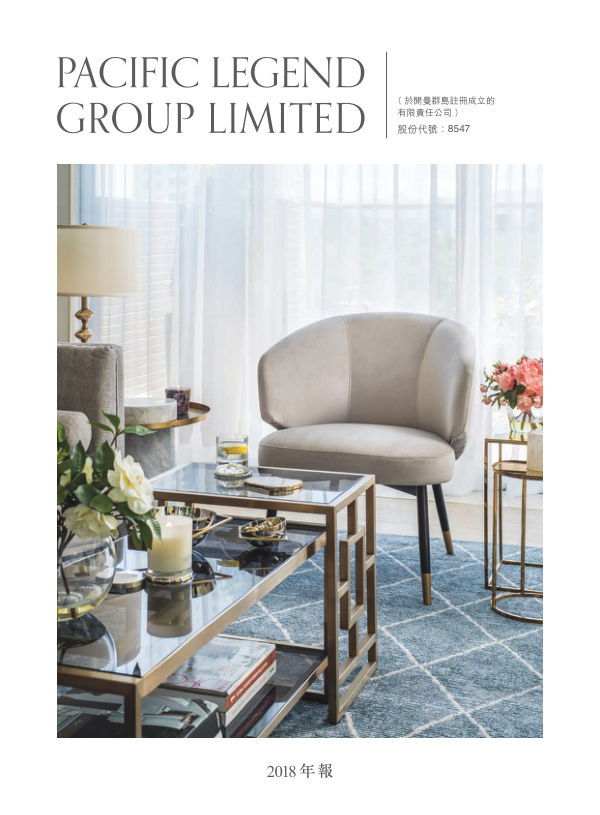 PACIFIC LEGEND
GROUP LIMITED
（於開曼群島註冊成立的
有限責任公司）
股份代號：8547
2018 年報